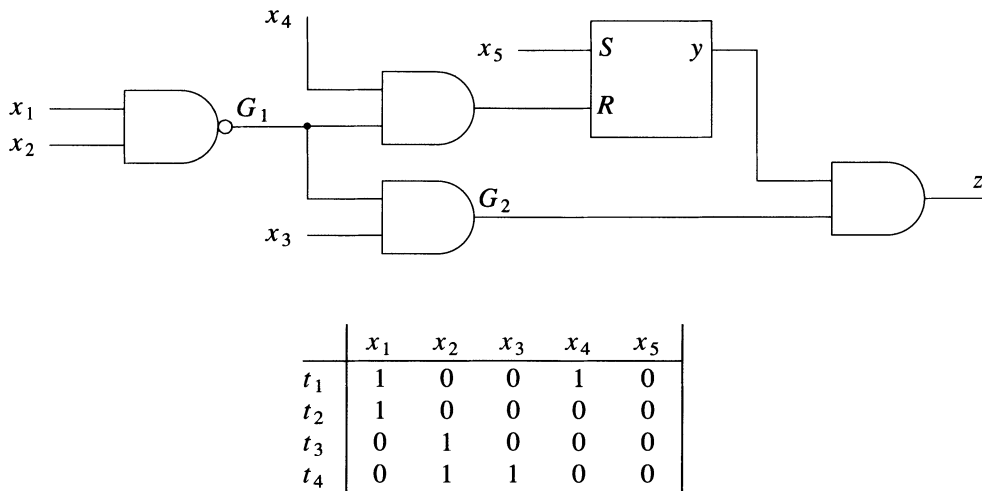 x4
x5 S y
x1 G1 R
x2
G2 z
x3
x1 x2 x3 x4 x5
t1 1 0 0 1 0
t2 1 0 0 0 0
t3 0 1 0 0 0
t4 0 1 1 0 0